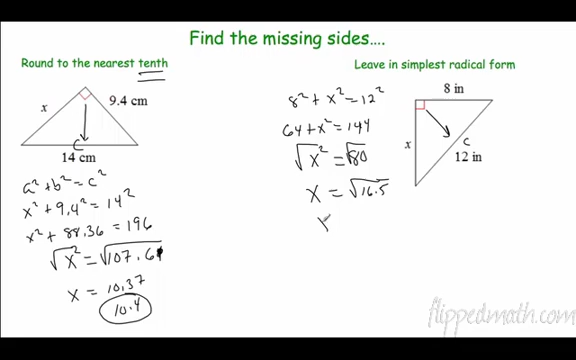 Find the missing sides....
Round to the nearest tenth
x
9.4 cm
C
14 cm
a² + b² = c²
x² + 9.4² = 14²
x² + 88.36 = 196
√x² = √107.6
x = 10.37
10.4
Leave in simplest radical form
8² + x² = 12²
64 + x² = 144
√x² = √80
x = √16·5
8 in
x
C
12 in
flippedmath.com